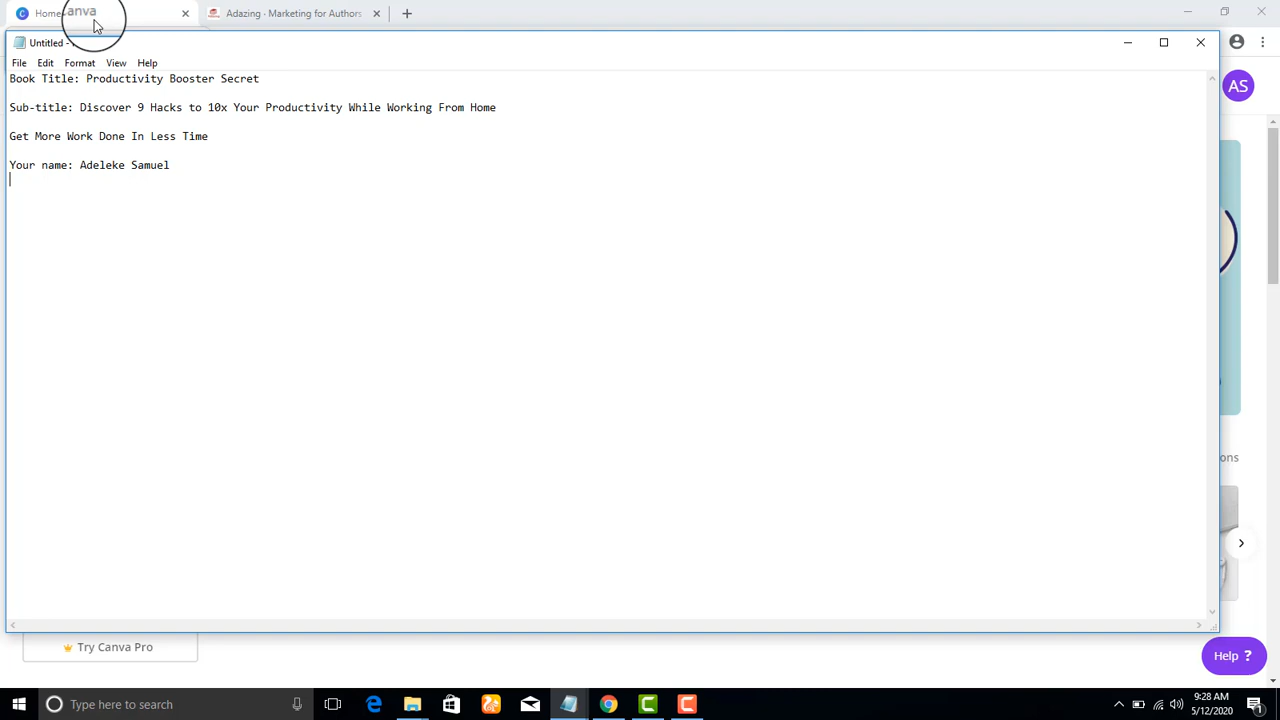 Home
anva
Adazing · Marketing for Authors
Untitled -
File Edit Format View Help
AS
Book Title: Productivity Booster Secret
Sub-title: Discover 9 Hacks to 10x Your Productivity While Working From Home
Get More Work Done In Less Time
Your name: Adeleke Samuel
ons
Try Canva Pro
Help ?
Type here to search
9:28 AM
5/12/2020